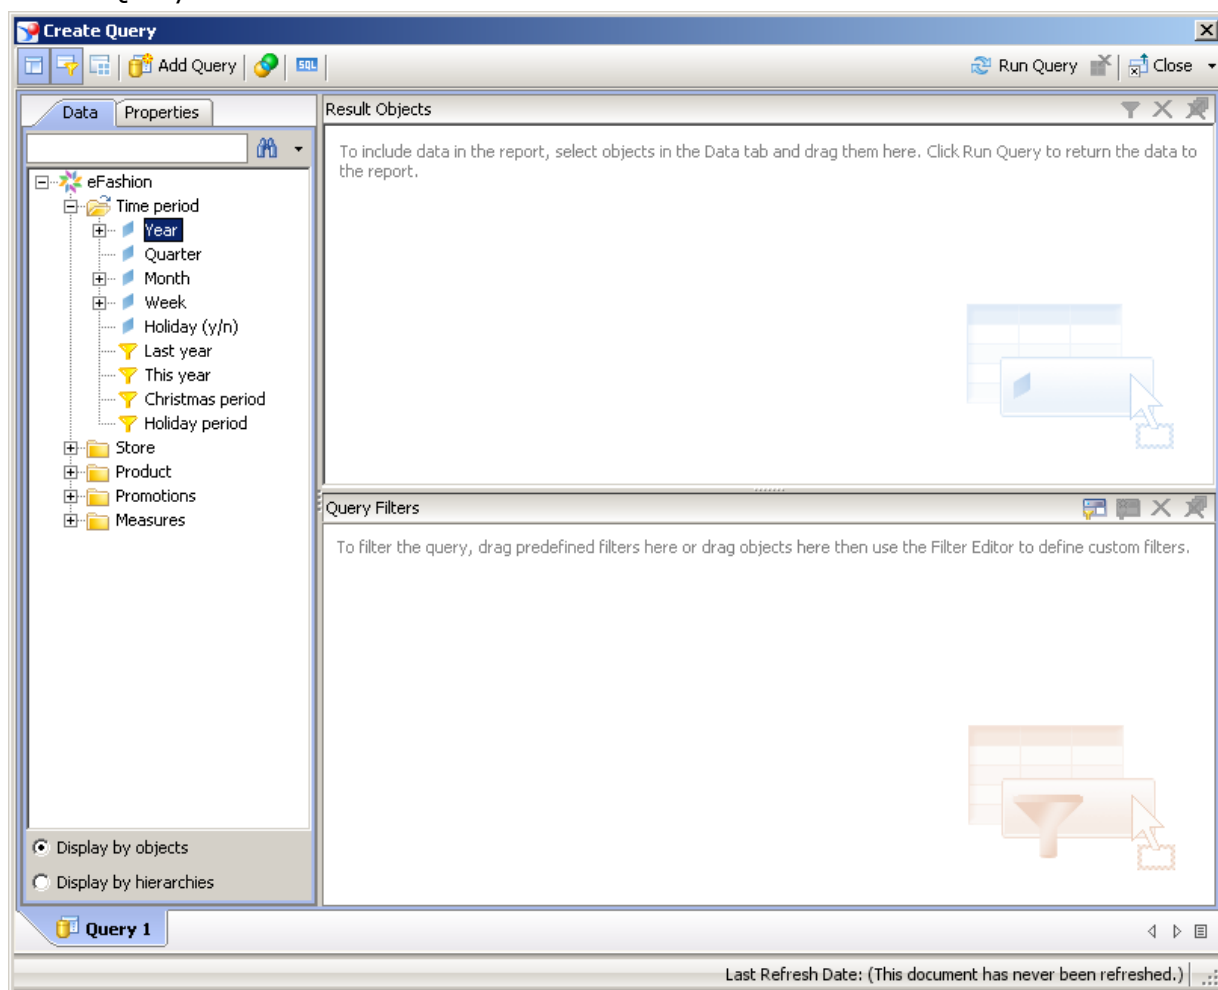 Create Query
Add Query
SQL
Run Query
Close
Data
Properties
eFashion
Time period
Year
Quarter
Month
Week
Holiday (y/n)
Last year
This year
Christmas period
Holiday period
Store
Product
Promotions
Measures
Display by objects
Display by hierarchies
Result Objects
To include data in the report, select objects in the Data tab and drag them here. Click Run Query to return the data to
the report.
Query Filters
To filter the query, drag predefined filters here or drag objects here then use the Filter Editor to define custom filters.
Query 1
Last Refresh Date: (This document has never been refreshed.)